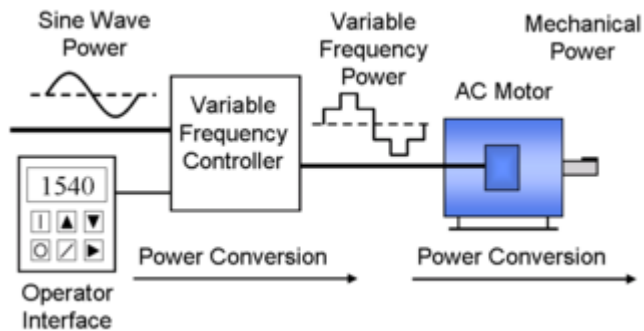 Sine Wave
Power
Variable
Frequency
Power
Mechanical
Power
AC Motor
Variable
Frequency
Controller
1540
Power Conversion
Power Conversion
Operator
Interface